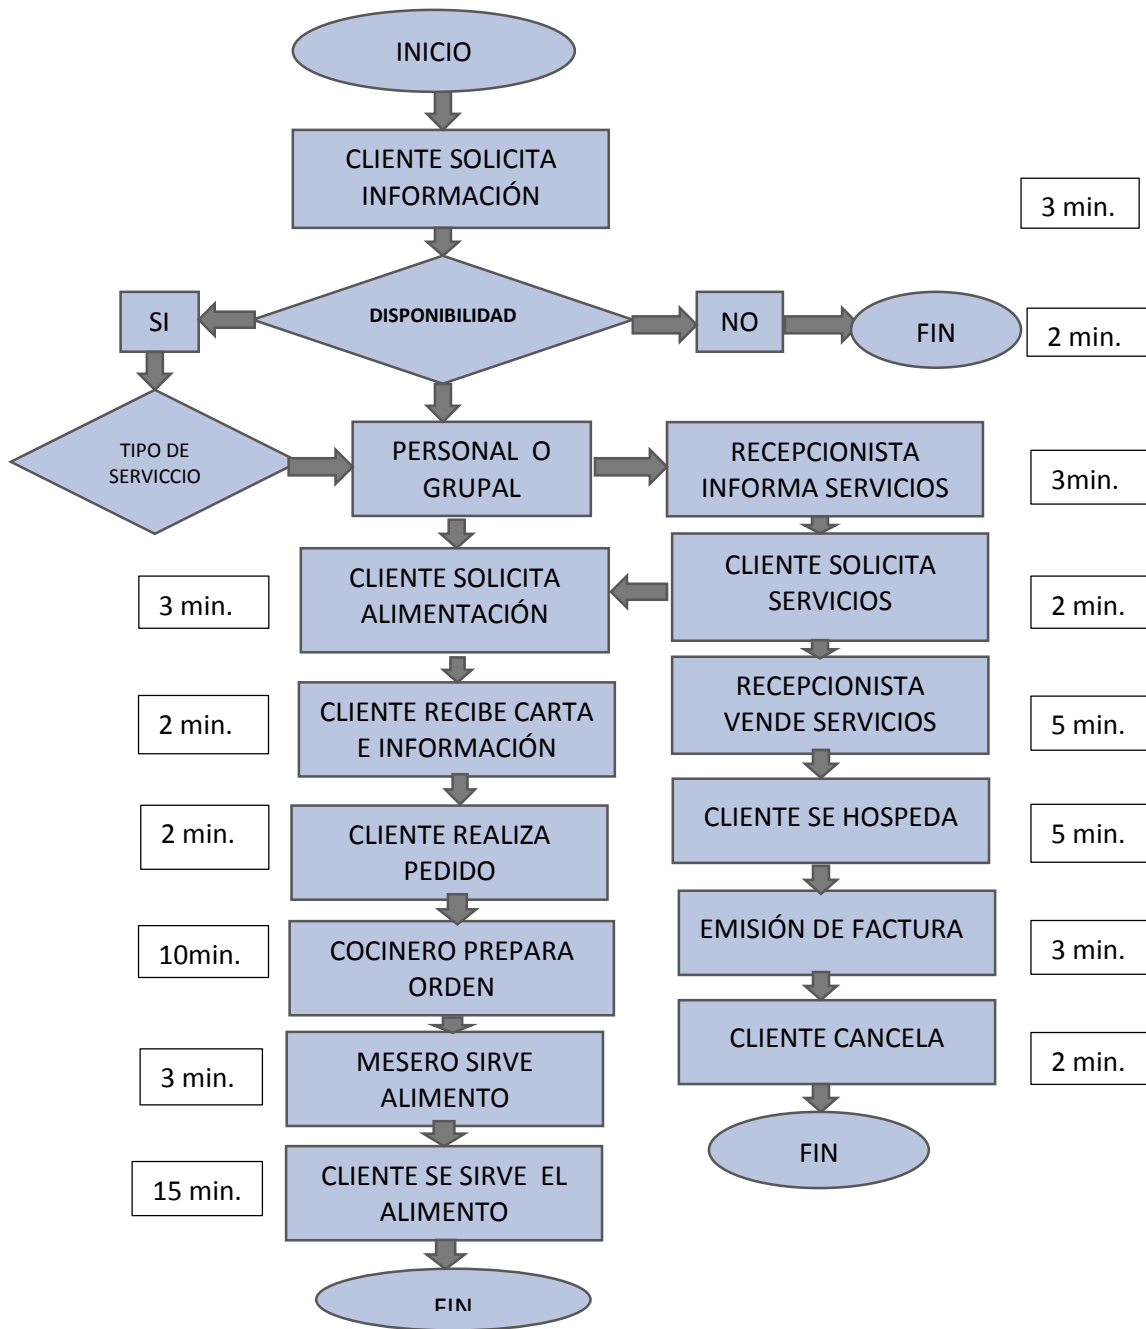 INICIO
CLIENTE SOLICITA
INFORMACIÓN
3 min.
SI
DISPONIBILIDAD
NO
FIN
2 min.
TIPO DE
SERVICCIO
PERSONAL O
GRUPAL
RECEPCIONISTA
INFORMA SERVICIOS
3min.
3 min.
CLIENTE SOLICITA
ALIMENTACIÓN
CLIENTE SOLICITA
SERVICIOS
2 min.
2 min.
CLIENTE RECIBE CARTA
E INFORMACIÓN
RECEPCIONISTA
VENDE SERVICIOS
5 min.
2 min.
CLIENTE REALIZA
PEDIDO
CLIENTE SE HOSPEDA
5 min.
10min.
COCINERO PREPARA
ORDEN
EMISIÓN DE FACTURA
3 min.
3 min.
MESERO SIRVE
ALIMENTO
CLIENTE CANCELA
2 min.
15 min.
CLIENTE SE SIRVE EL
ALIMENTO
FIN
FIN